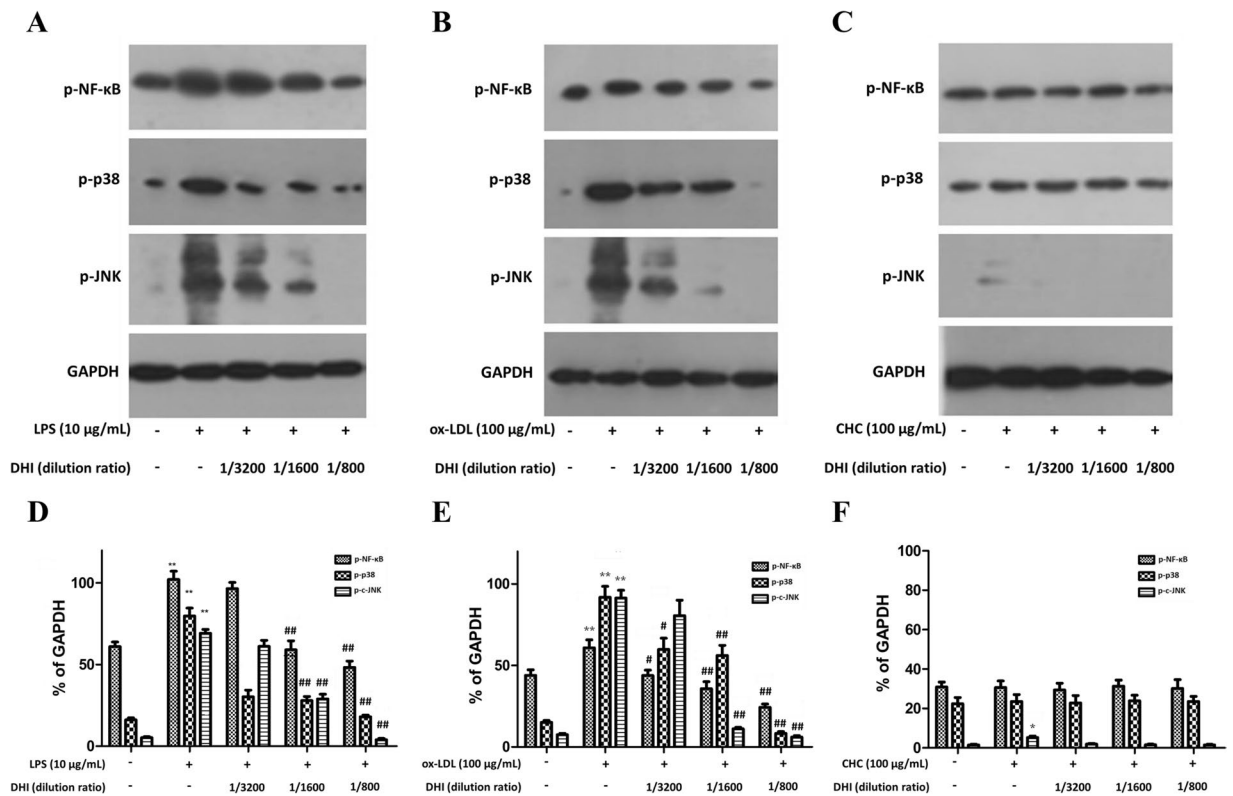 A
p-NF-κB
p-p38
p-JNK
GAPDH
LPS (10 μg/mL) - + + + +
DHI (dilution ratio) - - 1/3200 1/1600 1/800
B
p-NF-κB
p-p38
p-JNK
GAPDH
ox-LDL (100 μg/mL) - + + + +
DHI (dilution ratio) - - 1/3200 1/1600 1/800
C
p-NF-κB
p-p38
p-JNK
GAPDH
CHC (100 μg/mL) - + + + +
DHI (dilution ratio) - - 1/3200 1/1600 1/800
D
% of GAPDH
100
50
0
p-NF-κB
p-p38
p-c-JNK
** ** ** ## ## ## ## ## ##
LPS (10 μg/mL) - + + + +
DHI (dilution ratio) - - 1/3200 1/1600 1/800
E
% of GAPDH
100
50
0
p-NF-κB
p-p38
p-c-JNK
** ** ** # # ## ## ## ## ## ##
ox-LDL (100 μg/mL) - + + + +
DHI (dilution ratio) - - 1/3200 1/1600 1/800
F
% of GAPDH
100
80
60
40
20
0
p-NF-κB
p-p38
p-c-JNK
*
CHC (100 μg/mL) - + + + +
DHI (dilution ratio) - - 1/3200 1/1600 1/800